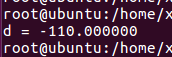 root@ubuntu:/home/x
d = -110.000000
root@ubuntu:/home/x